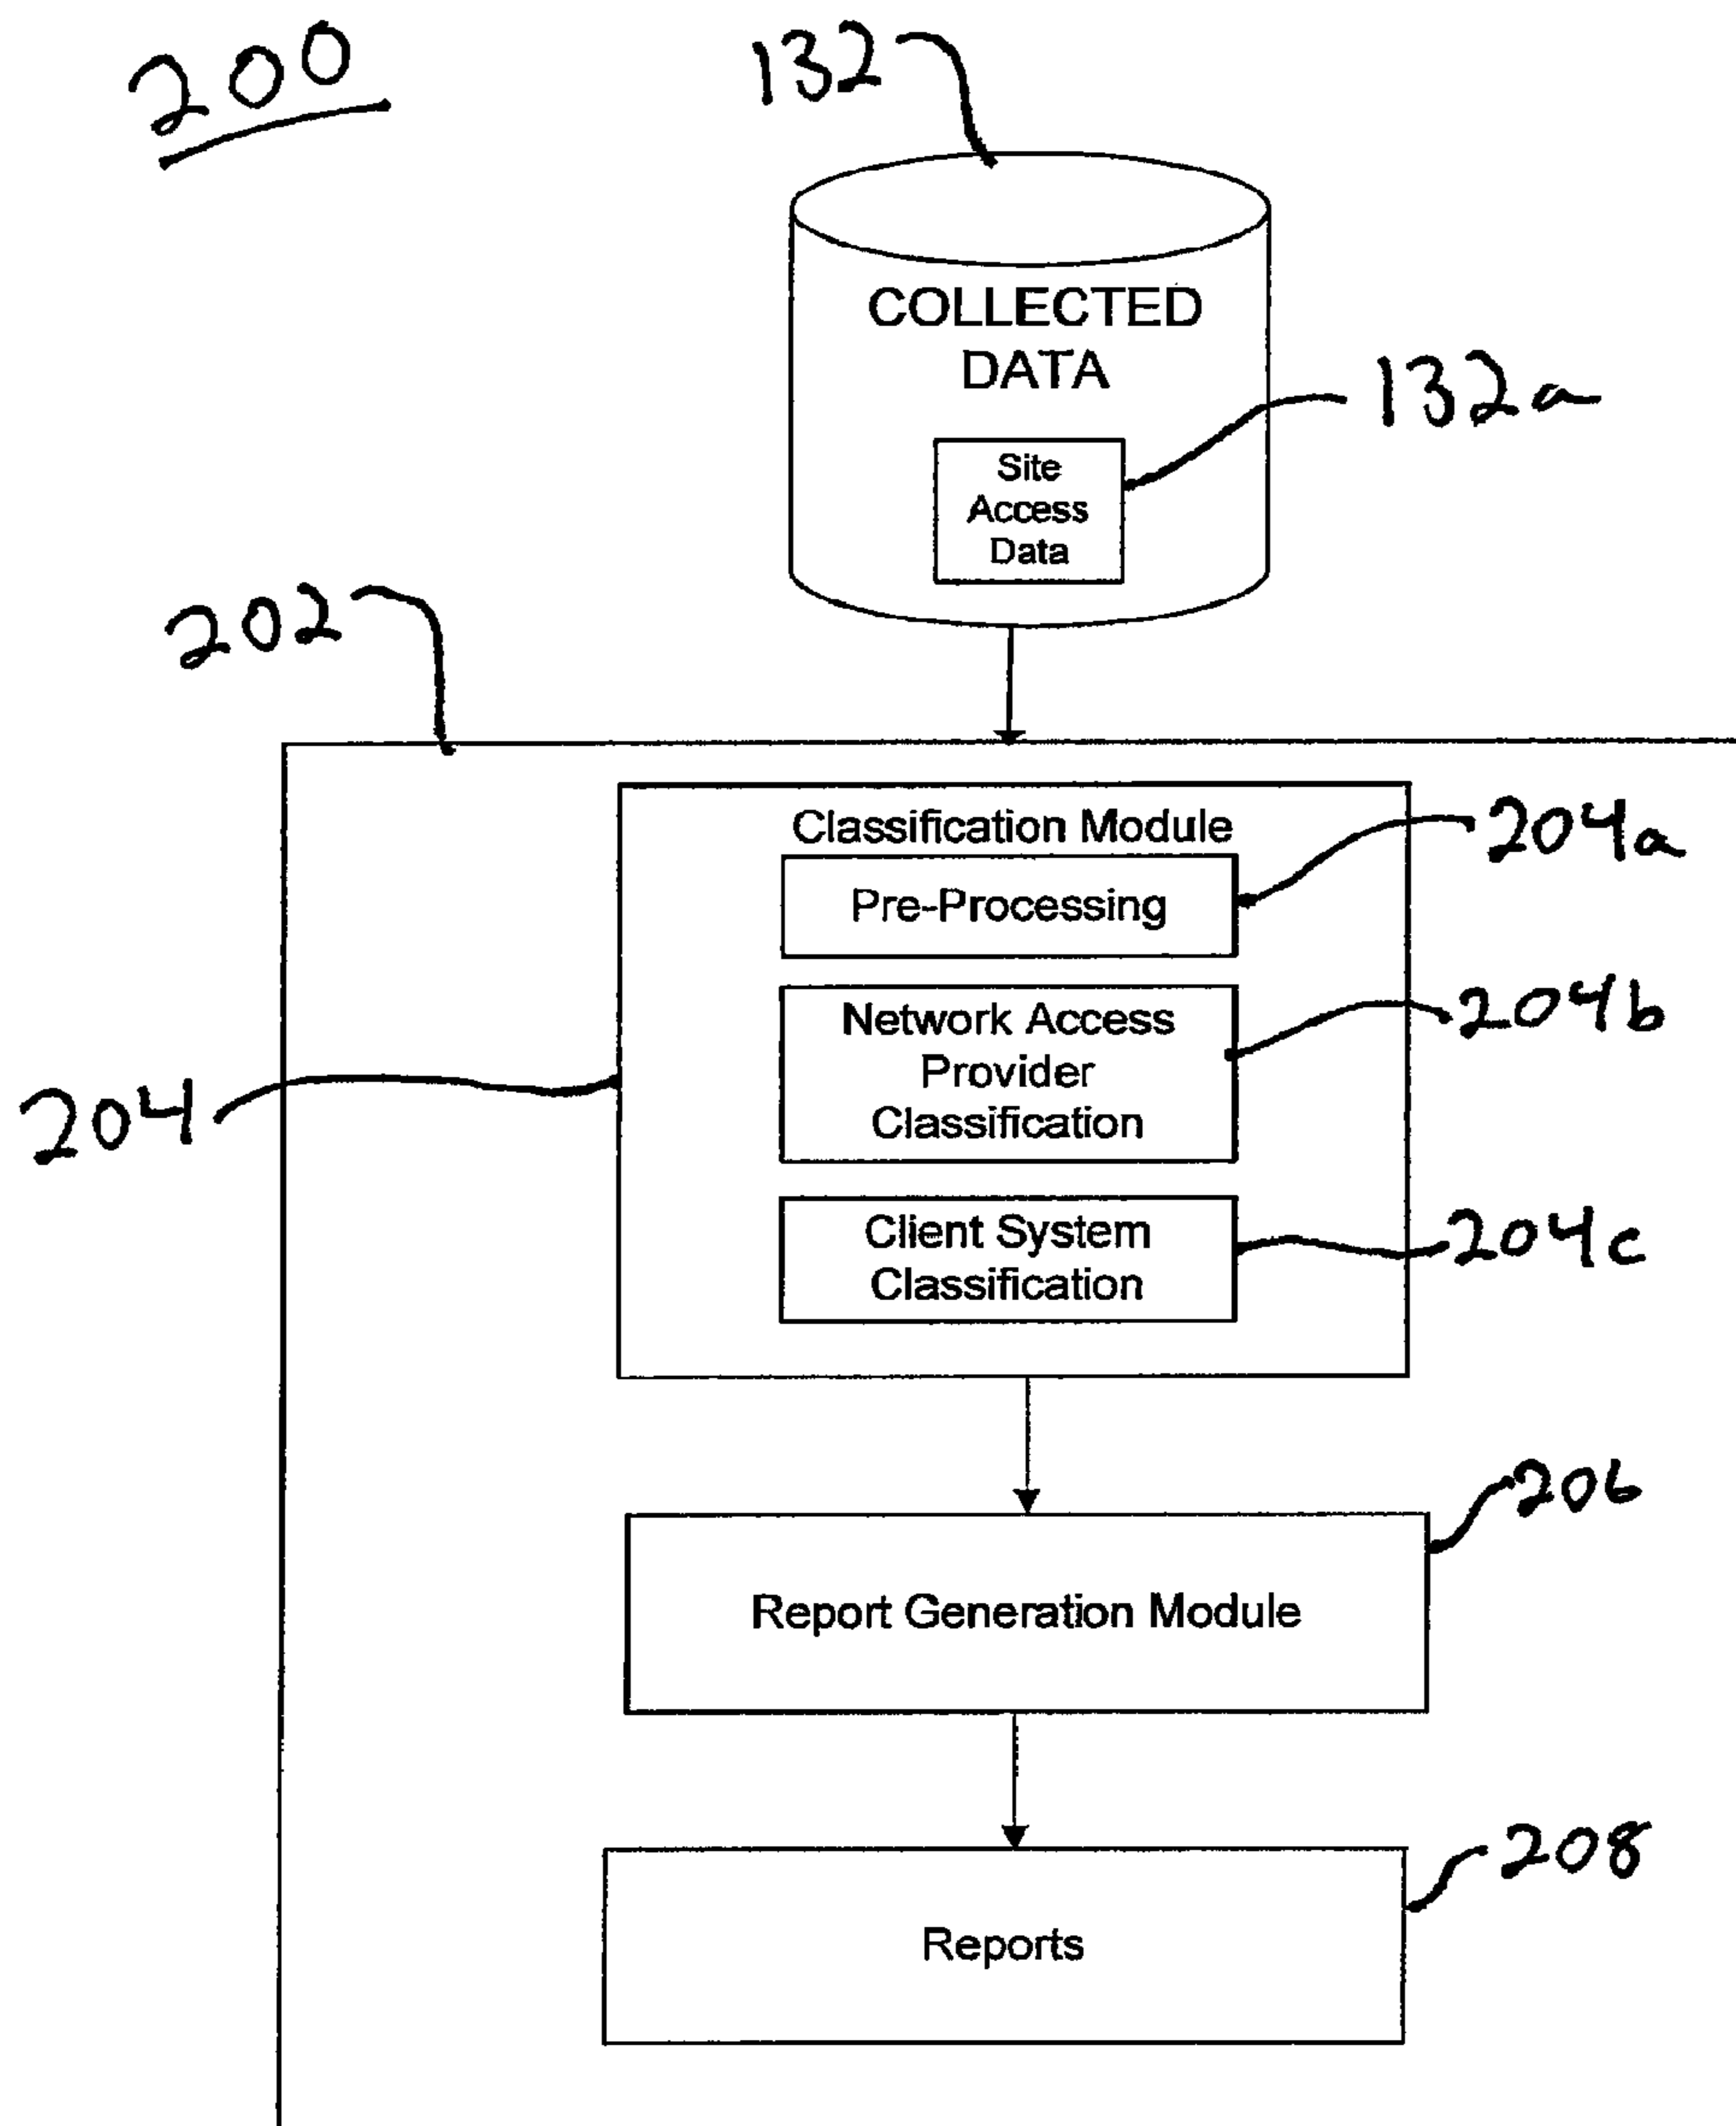 200
132
COLLECTED
DATA
132a
Site
Access
Data
202
Classification Module
204a
Pre-Processing
204b
Network Access
Provider
Classification
204
204c
Client System
Classification
206
Report Generation Module
208
Reports